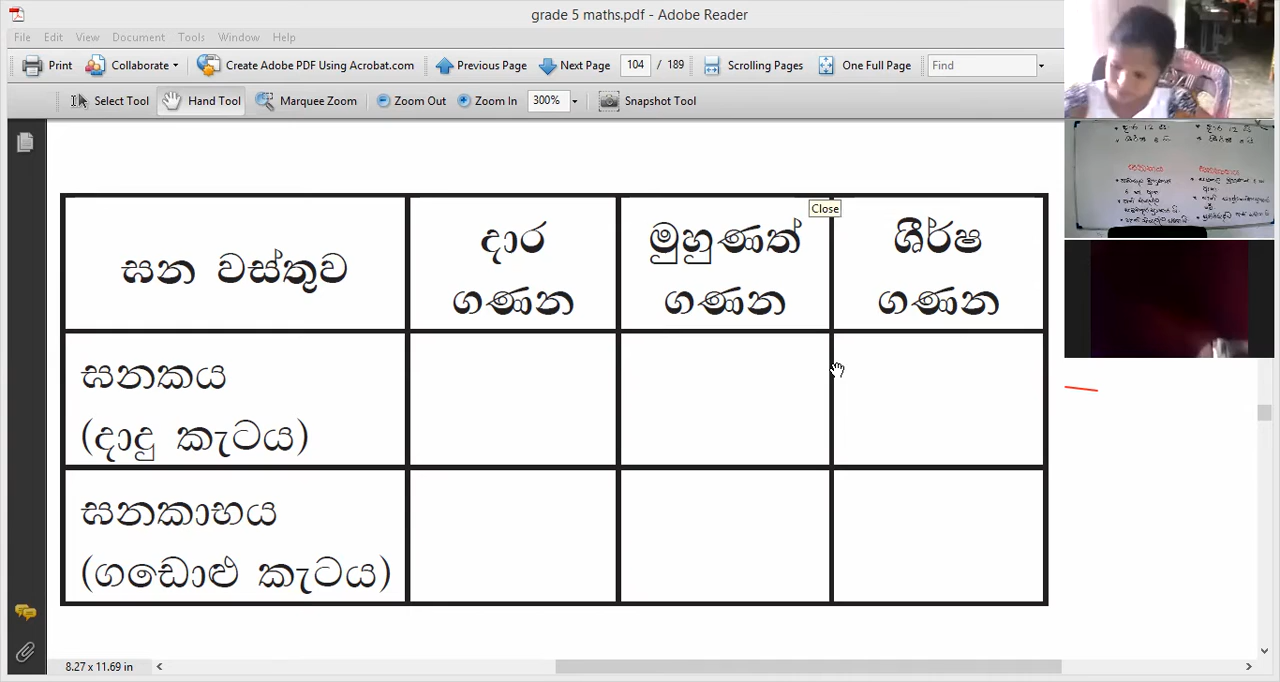 grade 5 maths.pdf - Adobe Reader
File Edit View Document Tools Window Help
Print Collaborate Create Adobe PDF Using Acrobat.com Previous Page Next Page 104 / 189 Scrolling Pages One Full Page Find
Select Tool Hand Tool Marquee Zoom Zoom Out Zoom In 300% Snapshot Tool
Close
ඝන වස්තුව
දාර
ගණන
මුහුණත්
ගණන
ශීර්ෂ
ගණන
ඝනකය
(දාදු කැටය)
ඝනකාභය
(ගඩොළු කැටය)
8.27 x 11.69 in